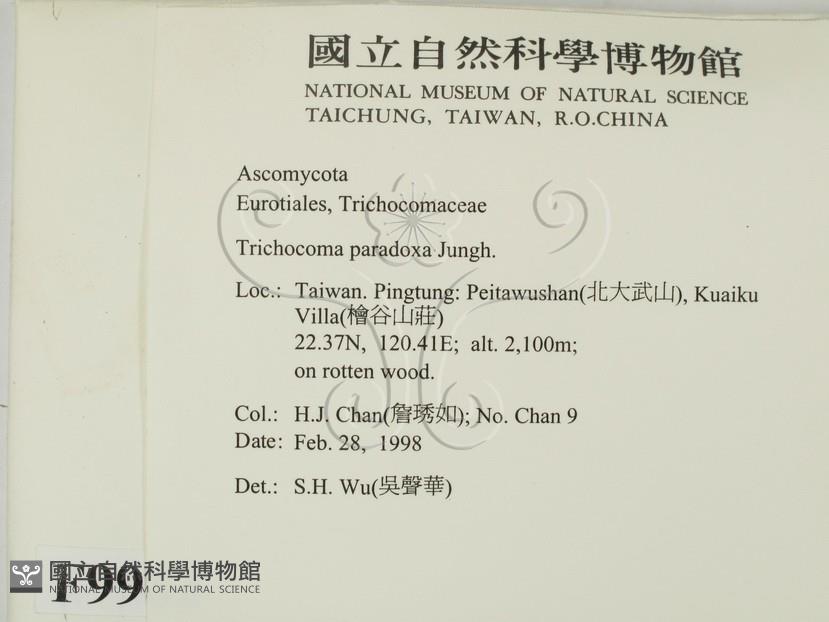 國立自然科學博物館
NATIONAL MUSEUM OF NATURAL SCIENCE
TAICHUNG, TAIWAN, R.O.CHINA
Ascomycota
Eurotiales, Trichocomaceae
Trichocoma paradoxa Jungh.
Loc.: Taiwan. Pingtung: Peitawushan(北大武山), Kuaiku
Villa(檜谷山莊)
22.37N, 120.41E; alt. 2,100m;
on rotten wood.
Col.: H.J. Chan(詹琇如); No. Chan 9
Date: Feb. 28, 1998
Det.: S.H. Wu(吳聲華)
F99
國立自然科學博物館
NATIONAL MUSEUM OF NATURAL SCIENCE